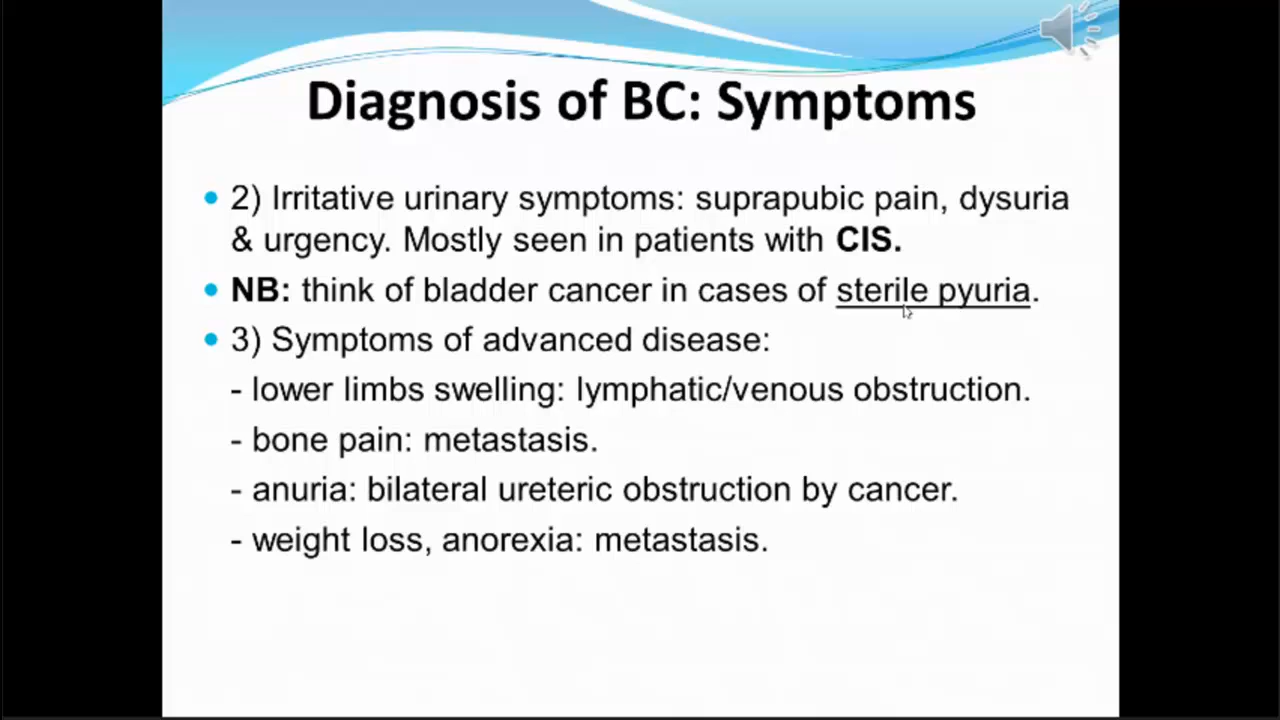 Diagnosis of BC: Symptoms
• 2) Irritative urinary symptoms: suprapubic pain, dysuria
& urgency. Mostly seen in patients with CIS.
• NB: think of bladder cancer in cases of sterile pyuria.
• 3) Symptoms of advanced disease:
- lower limbs swelling: lymphatic/venous obstruction.
- bone pain: metastasis.
- anuria: bilateral ureteric obstruction by cancer.
- weight loss, anorexia: metastasis.